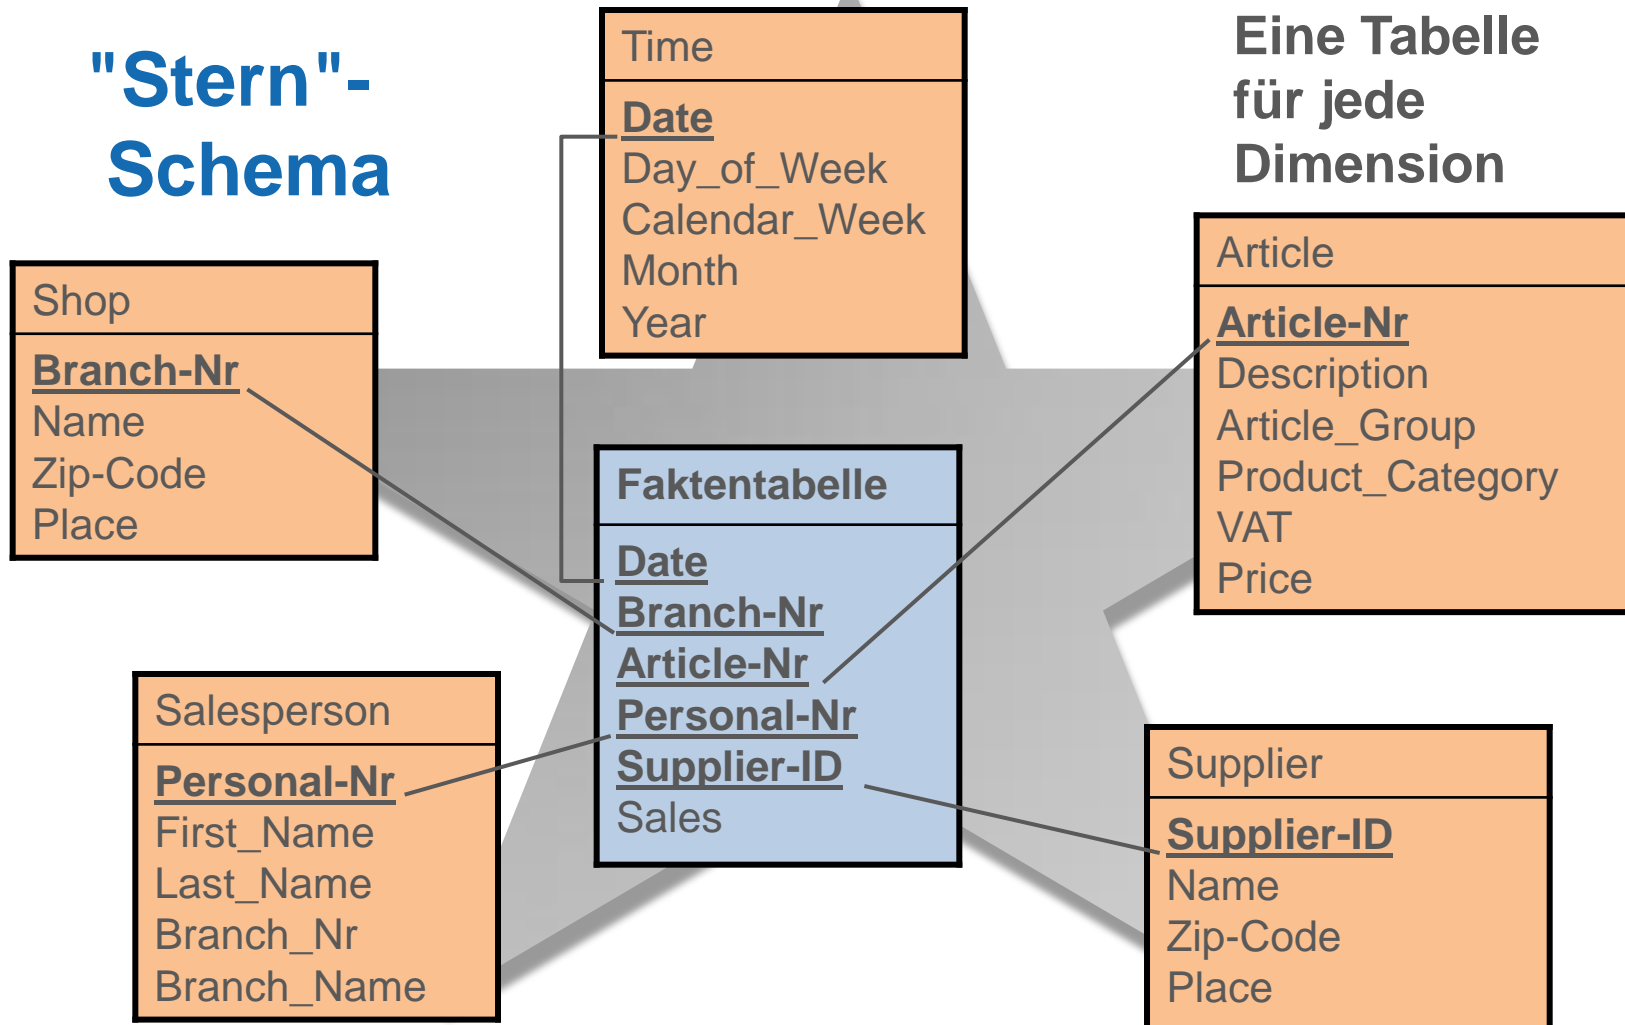 "Stern"-
Schema
Time
Date
Day_of_Week
Calendar_Week
Month
Year
Eine Tabelle
für jede
Dimension
Shop
Branch-Nr
Name
Zip-Code
Place
Article
Article-Nr
Description
Article_Group
Product_Category
VAT
Price
Faktentabelle
Date
Branch-Nr
Article-Nr
Personal-Nr
Supplier-ID
Sales
Salesperson
Personal-Nr
First_Name
Last_Name
Branch_Nr
Branch_Name
Supplier
Supplier-ID
Name
Zip-Code
Place